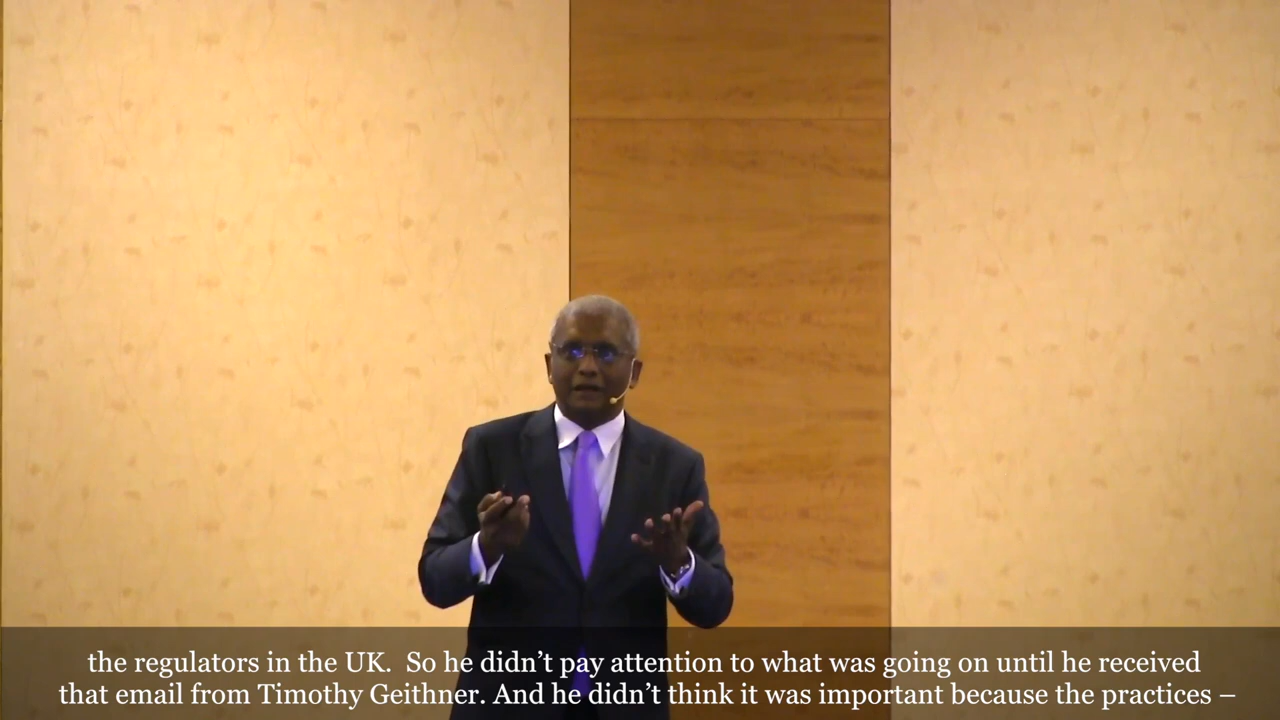 the regulators in the UK.  So he didn’t pay attention to what was going on until he received
that email from Timothy Geithner. And he didn’t think it was important because the practices –